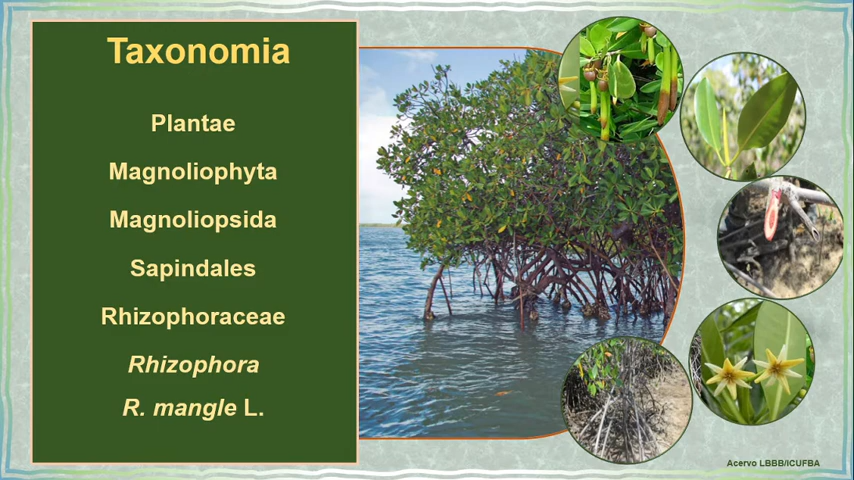 Taxonomia
Plantae
Magnoliophyta
Magnoliopsida
Sapindales
Rhizophoraceae
Rhizophora
R. mangle L.
Acervo LBBB/ICUFBA